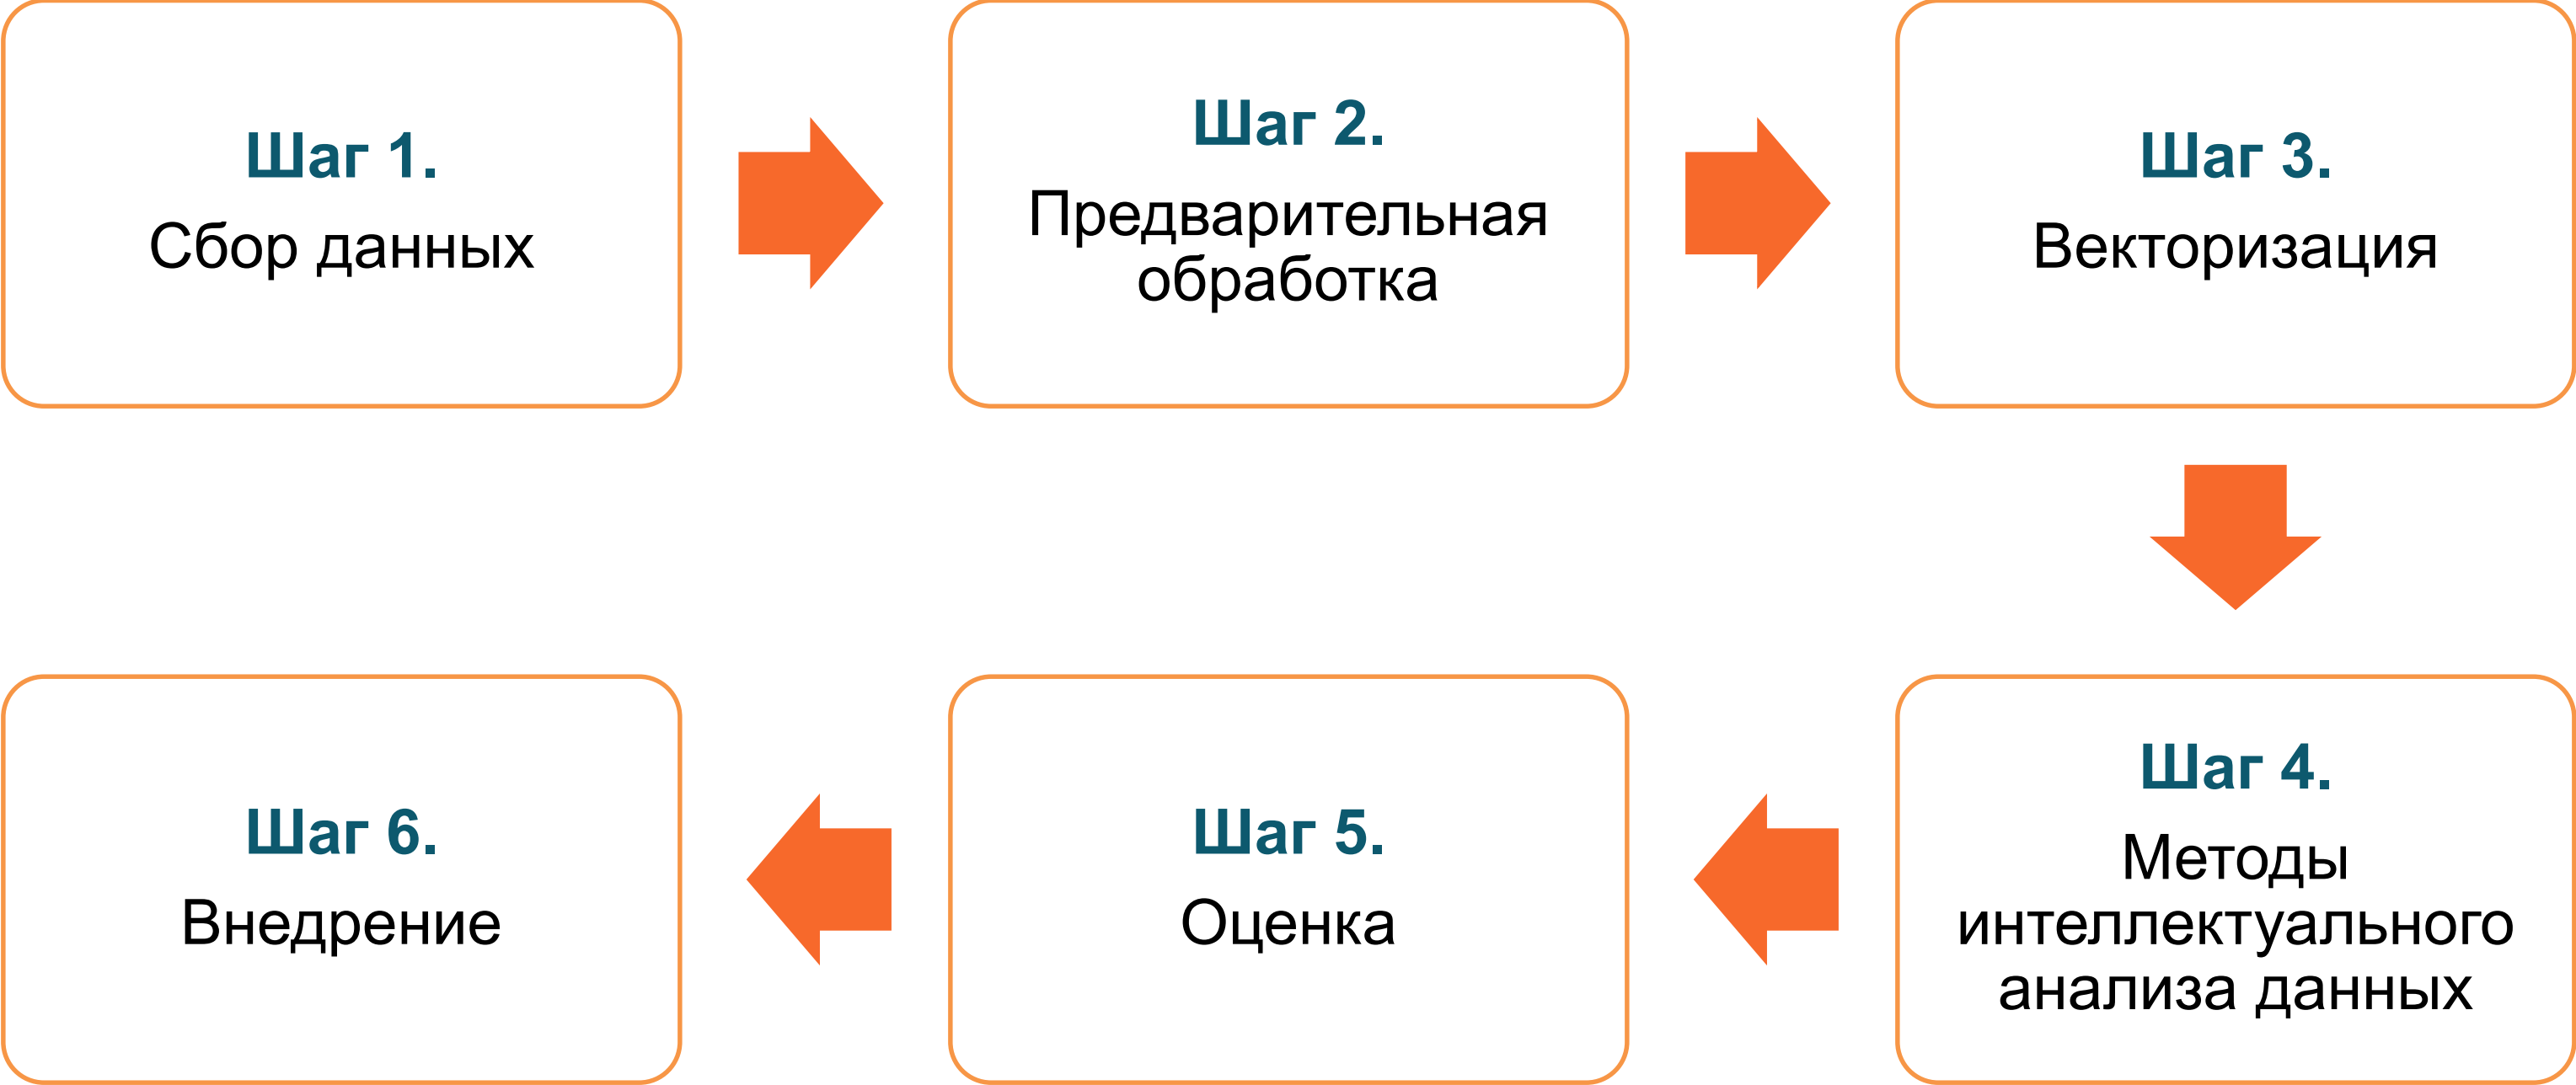 Шаг 1.
Сбор данных
Шаг 2.
Предварительная
обработка
Шаг 3.
Векторизация
Шаг 4.
Методы
интеллектуального
анализа данных
Шаг 5.
Оценка
Шаг 6.
Внедрение